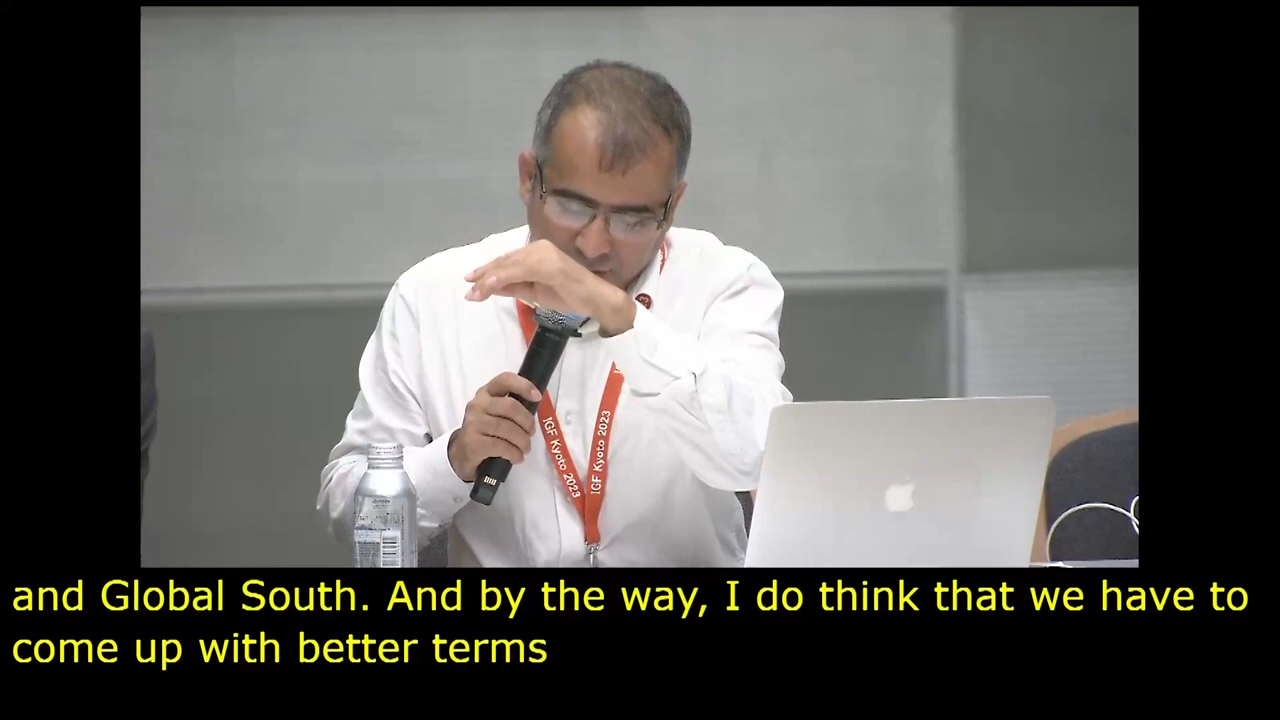 IGF Kyoto 2023
IGF Kyoto 2023
and Global South. And by the way, I do think that we have to
come up with better terms